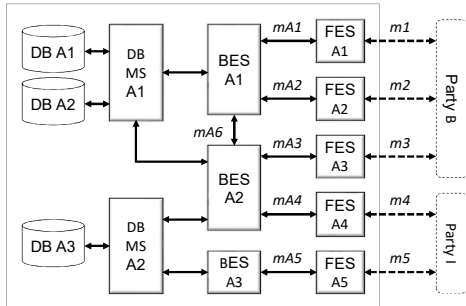 DB A1
DB A2
DB
MS
A1
BES
A1
mA1
FES
A1
m1
mA2
FES
A2
m2
Party B
mA6
BES
A2
mA3
FES
A3
m3
mA4
FES
A4
m4
DB A3
DB
MS
A2
BES
A3
mA5
FES
A5
m5
Party I